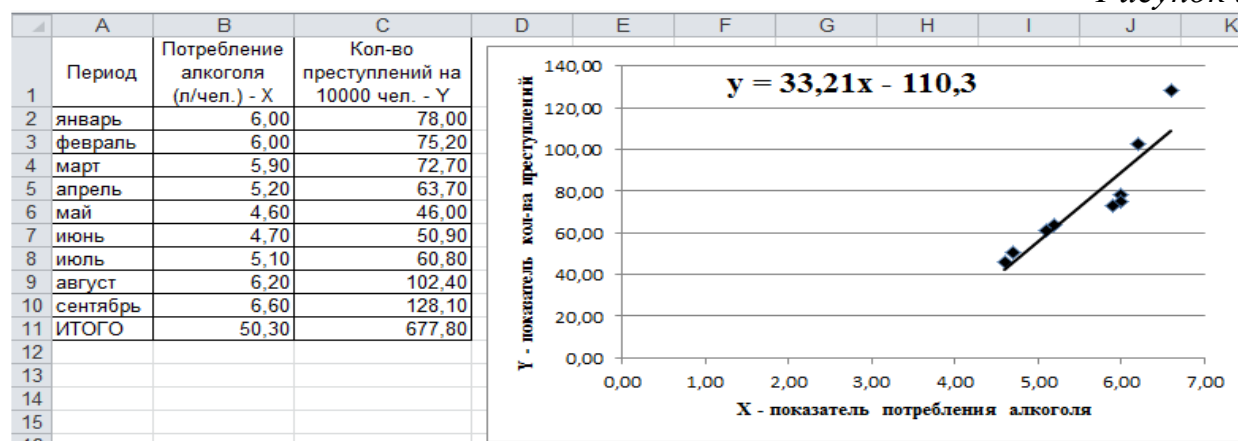 Рисунок
A B C D E F G H I J K
1 Период Потребление алкоголя (л/чел.) - X Кол-во преступлений на 10000 чел. - Y
2 январь 6,00 78,00
3 февраль 6,00 75,20
4 март 5,90 72,70
5 апрель 5,20 63,70
6 май 4,60 46,00
7 июнь 4,70 50,90
8 июль 5,10 60,80
9 август 6,20 102,40
10 сентябрь 6,60 128,10
11 ИТОГО 50,30 677,80
12
13
14
15
y = 33,21x - 110,3
Y - показатель кол-ва преступлений
140,00
120,00
100,00
80,00
60,00
40,00
20,00
0,00
0,00 1,00 2,00 3,00 4,00 5,00 6,00 7,00
X - показатель потребления алкоголя